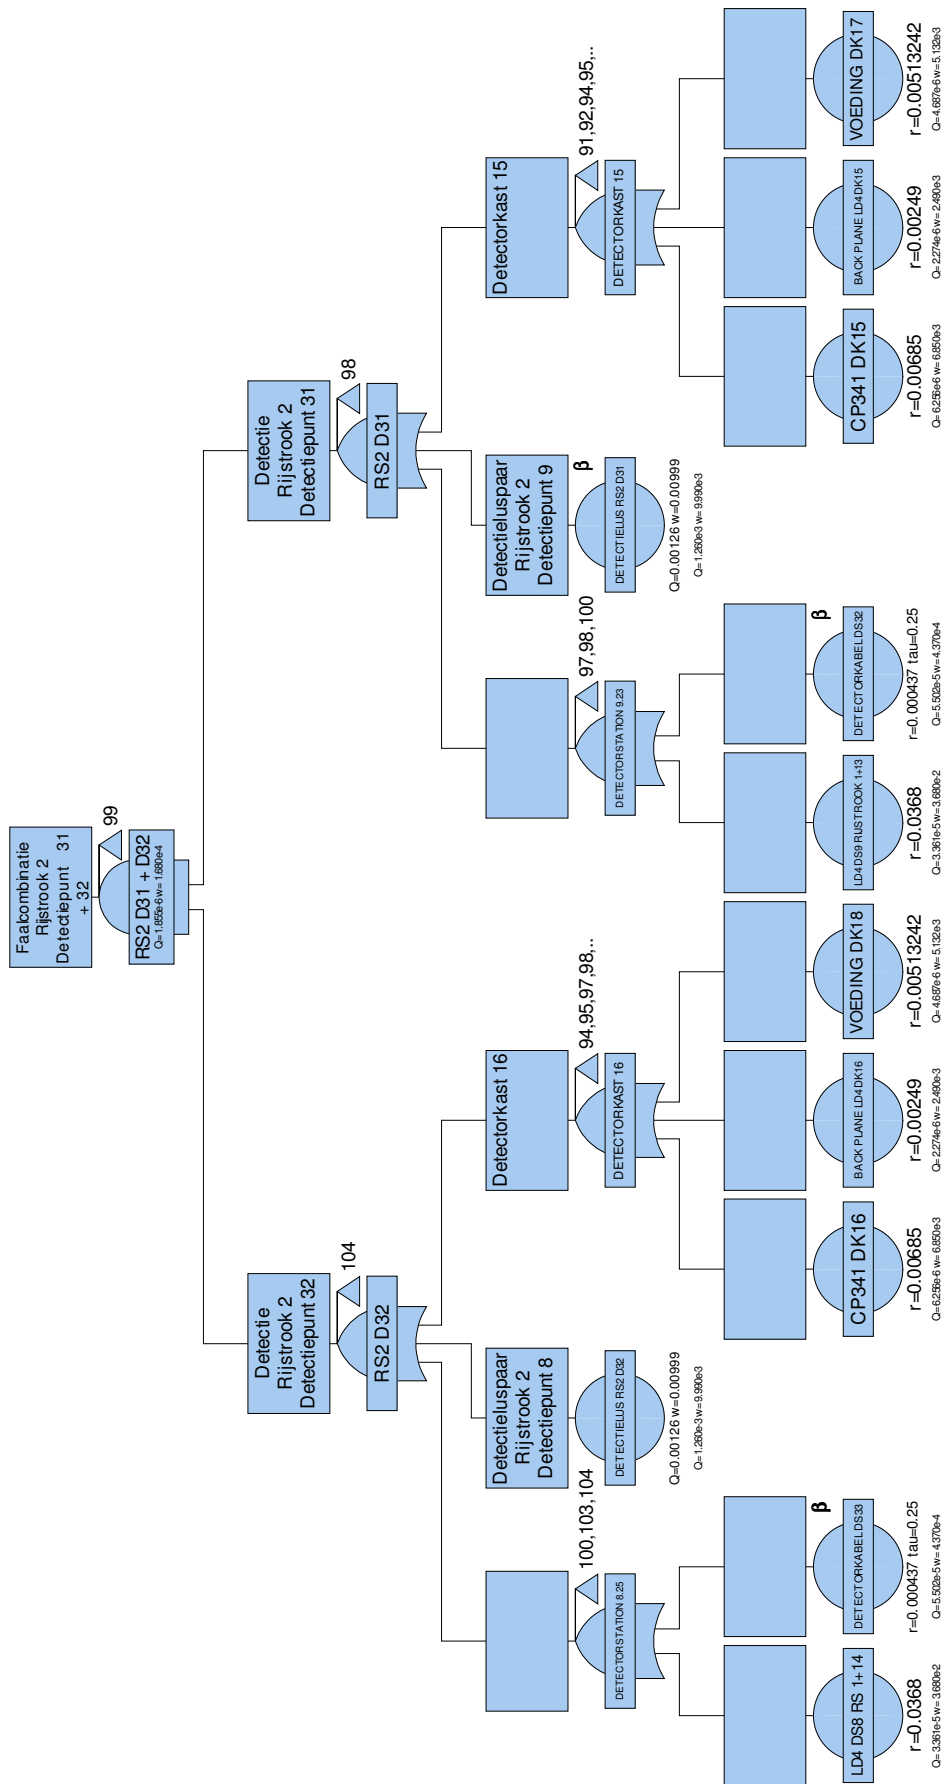 Faalcombinatie
Rijstrook 2
Detectiepunt 31
+ 32
99
RS2 D31 + D32
Q=1.855e-6 w=1.680e-4
Detectie
Rijstrook 2
Detectiepunt 32
104
RS2 D32
Detectie
Rijstrook 2
Detectiepunt 31
98
RS2 D31
100,103,104
DETECTORSTATION 8.25
Detectieluspaar
Rijstrook 2
Detectiepunt 8
DETECTIELUS RS2 D32
Q=0.00126 w=0.00999
Q=1.260e-3 w=9.990e-3
Detectorkast 16
94,95,97,98,..
DETECTORKAST 16
97,98,100
DETECTORSTATION 9.23
Detectieluspaar
Rijstrook 2
Detectiepunt 9
β
DETECTIELUS RS2 D31
Q=0.00126 w=0.00999
Q=1.260e-3 w=9.990e-3
Detectorkast 15
91,92,94,95,..
DETECTORKAST 15
LD4 DS8 RS 1+14
r=0.0368
Q=3.361e-5 w=3.680e-2
β
DETECTORKABEL DS33
r=0.000437 tau=0.25
Q=5.502e-5 w=4.370e-4
CP341 DK16
r=0.00685
Q=6.256e-6 w=6.850e-3
BACK PLANE LD4 DK16
r=0.00249
Q=2.274e-6 w=2.490e-3
VOEDING DK18
r=0.00513242
Q=4.687e-6 w=5.132e-3
LD4 DS9 RIJSTROOK 1+13
r=0.0368
Q=3.361e-5 w=3.680e-2
β
DETECTORKABEL DS32
r=0.000437 tau=0.25
Q=5.502e-5 w=4.370e-4
CP341 DK15
r=0.00685
Q=6.256e-6 w=6.850e-3
BACK PLANE LD4 DK15
r=0.00249
Q=2.274e-6 w=2.490e-3
VOEDING DK17
r=0.00513242
Q=4.687e-6 w=5.132e-3